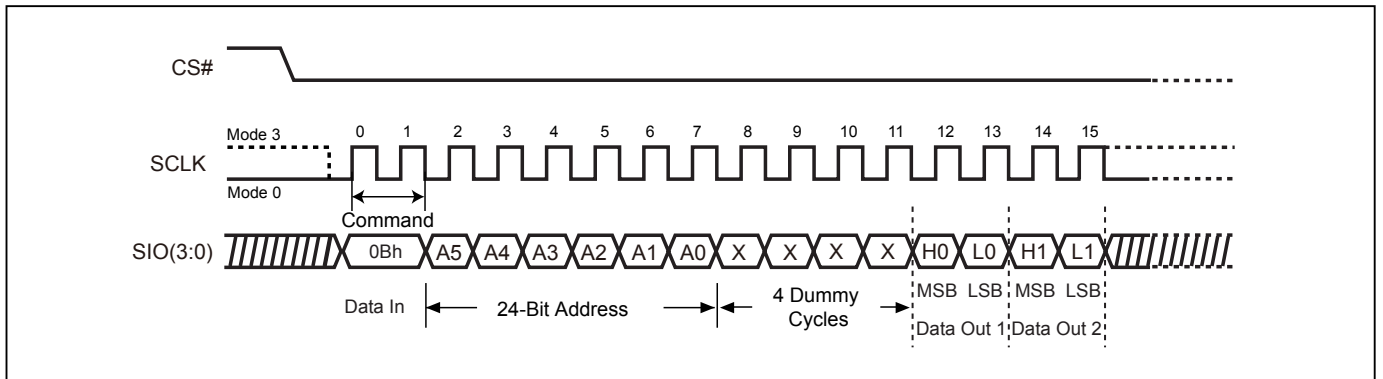 CS#
Mode 3
0 1 2 3 4 5 6 7 8 9 10 11 12 13 14 15
SCLK
Mode 0
Command
SIO(3:0) 0Bh A5 A4 A3 A2 A1 A0 X X X X H0 L0 H1 L1
MSB LSB MSB LSB
Data In 24-Bit Address 4 Dummy
Cycles
Data Out 1 Data Out 2